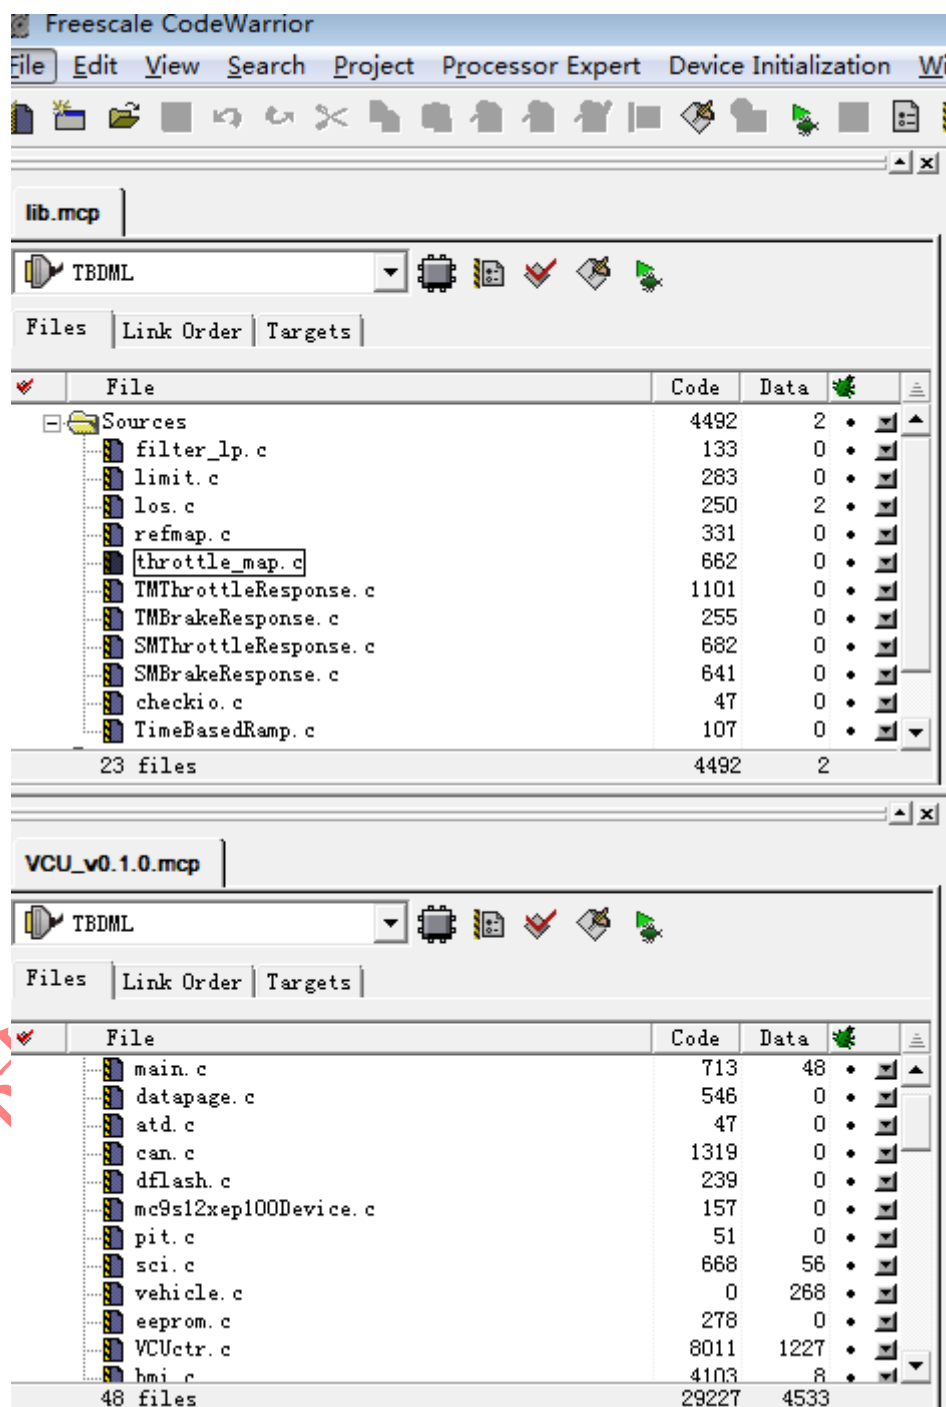 Freescale CodeWarrior
File Edit View Search Project Processor Expert Device Initialization
lib.mcp
TBDML
Files Link Order Targets
File Code Data
Sources 4492 2
filter_lp.c 133 0
limit.c 283 0
los.c 250 2
refmap.c 331 0
throttle_map.c 662 0
TMThrottleResponse.c 1101 0
TMBrakeResponse.c 255 0
SMThrottleResponse.c 682 0
SMBrakeResponse.c 641 0
checkio.c 47 0
TimeBasedRamp.c 107 0
23 files 4492 2
VCU_v0.1.0.mcp
TBDML
Files Link Order Targets
File Code Data
main.c 713 48
datapage.c 546 0
atd.c 47 0
can.c 1319 0
dflash.c 239 0
mc9s12xep100Device.c 157 0
pit.c 51 0
sci.c 668 56
vehicle.c 0 268
eeprom.c 278 0
VCUctr.c 8011 1227
hmi.c 4103 8
48 files 29227 4533